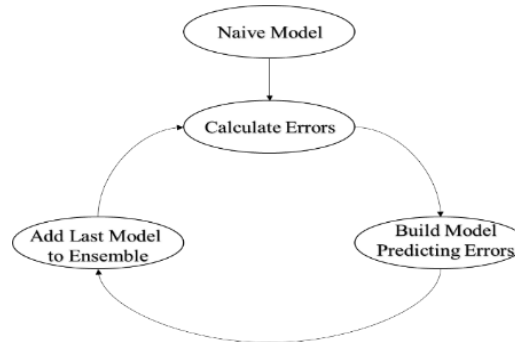 Naive Model
Calculate Errors
Build Model
Predicting Errors
Add Last Model
to Ensemble